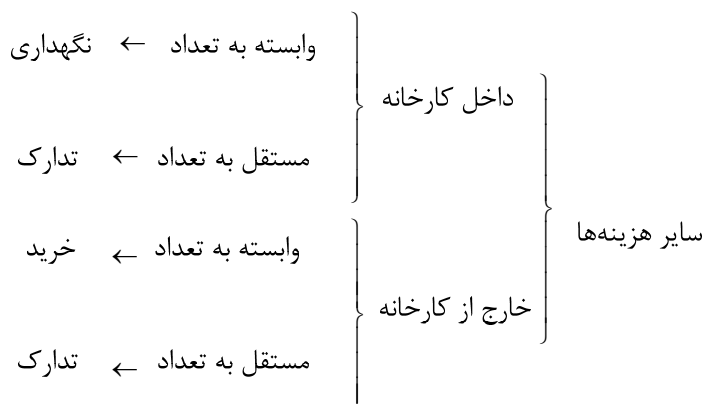 وابسته به تعداد ← نگهداری
داخل کارخانه
مستقل به تعداد ← تدارک
سایر هزینه‌ها
وابسته به تعداد ← خرید
خارج از کارخانه
مستقل به تعداد ← تدارک